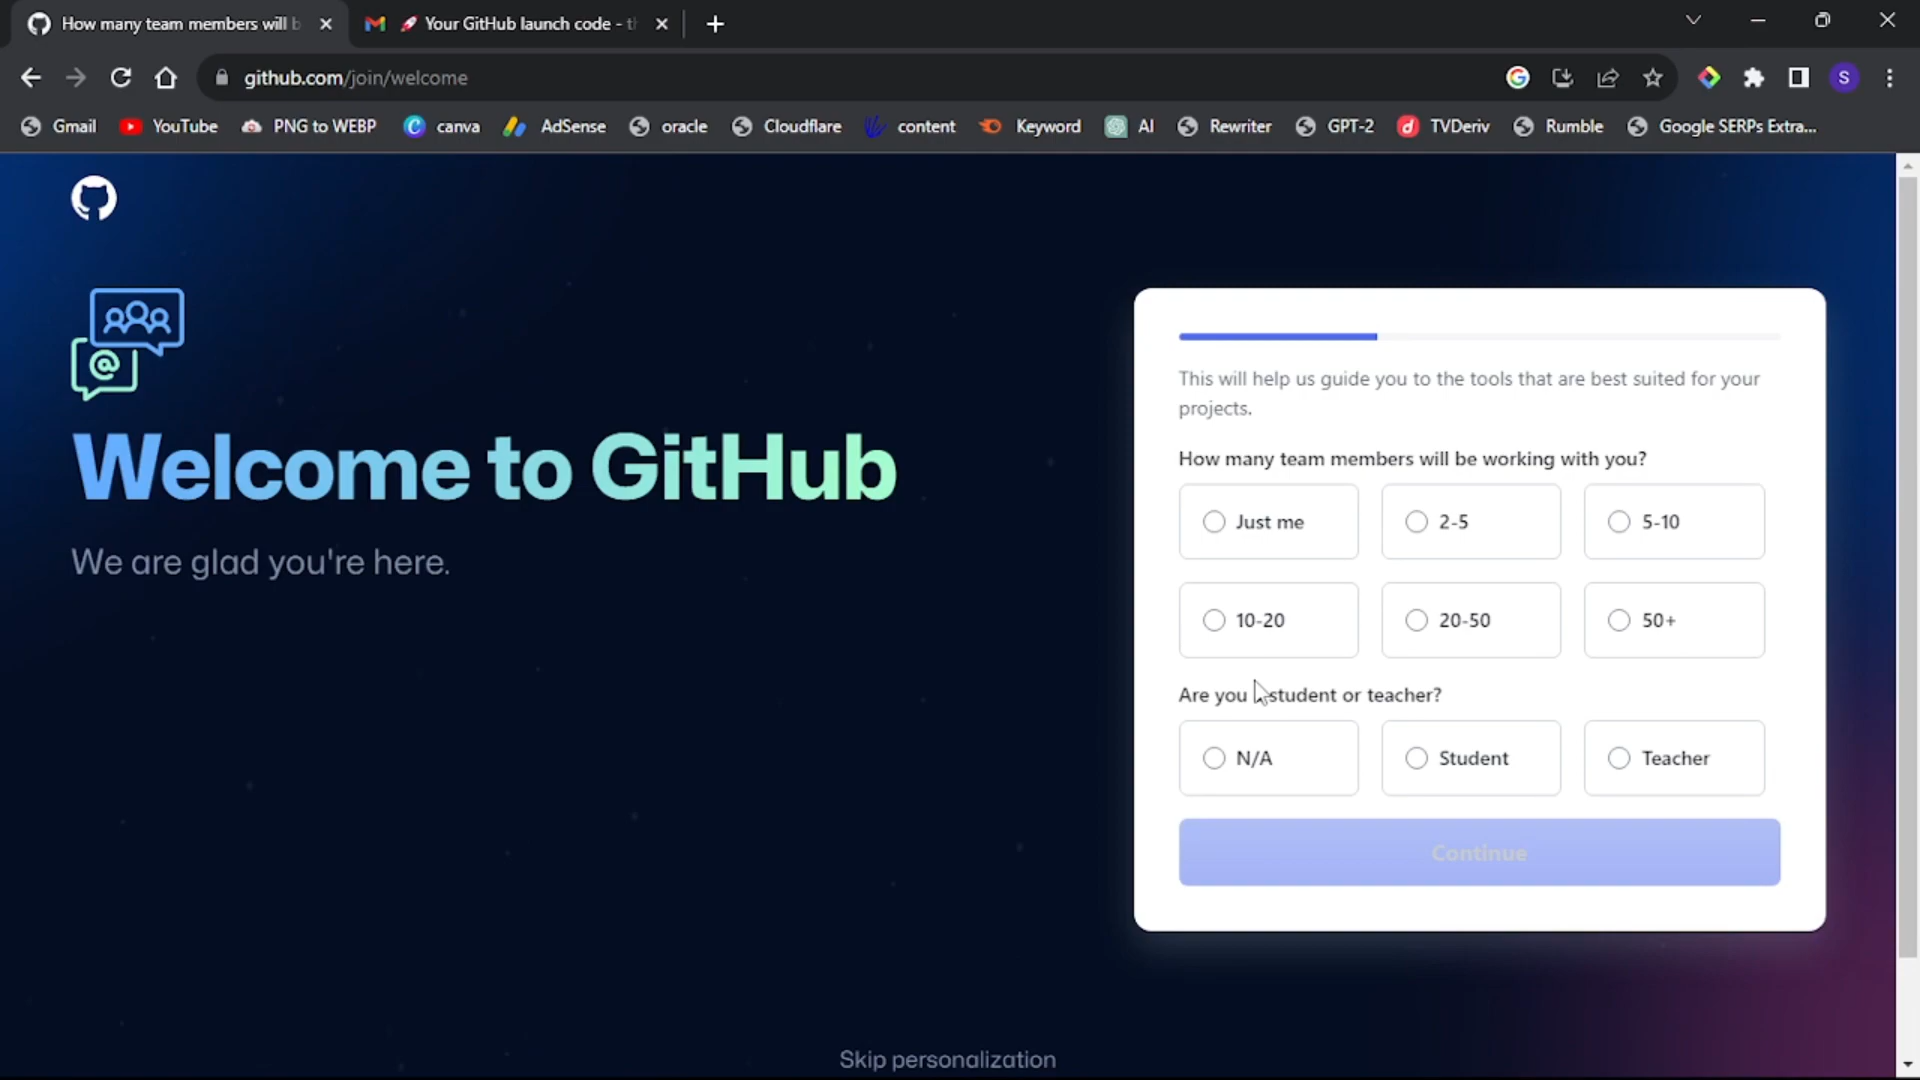 How many team members will b
Your GitHub launch code -
github.com/join/welcome
S
Gmail
YouTube
PNG to WEBP
canva
AdSense
oracle
Cloudflare
content
Keyword
AI
Rewriter
GPT-2
TVDeriv
Rumble
Google SERPs Extra...
Welcome to GitHub
We are glad you're here.
This will help us guide you to the tools that are best suited for your
projects.
How many team members will be working with you?
Just me
2-5
5-10
10-20
20-50
50+
Are you student or teacher?
N/A
Student
Teacher
Continue
Skip personalization